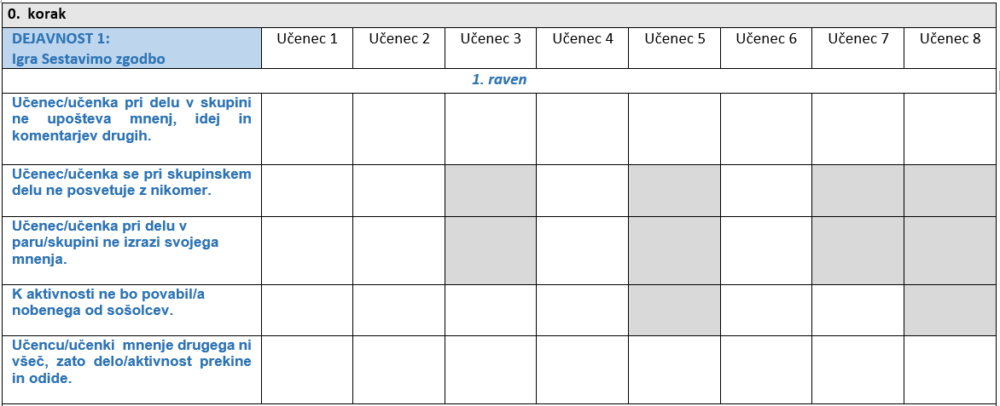 0. korak
DEJAVNOST 1:
Igra Sestavimo zgodbo
Učenec 1
Učenec 2
Učenec 3
Učenec 4
Učenec 5
Učenec 6
Učenec 7
Učenec 8
1. raven
Učenec/učenka pri delu v skupini
ne upošteva mnenj, idej in
komentarjev drugih.
Učenec/učenka se pri skupinskem
delu ne posvetuje z nikomer.
Učenec/učenka pri delu v
paru/skupini ne izrazi svojega
mnenja.
K aktivnosti ne bo povabil/a
nobenega od sošolcev.
Učencu/učenki mnenje drugega ni
všeč, zato delo/aktivnost prekine
in odide.